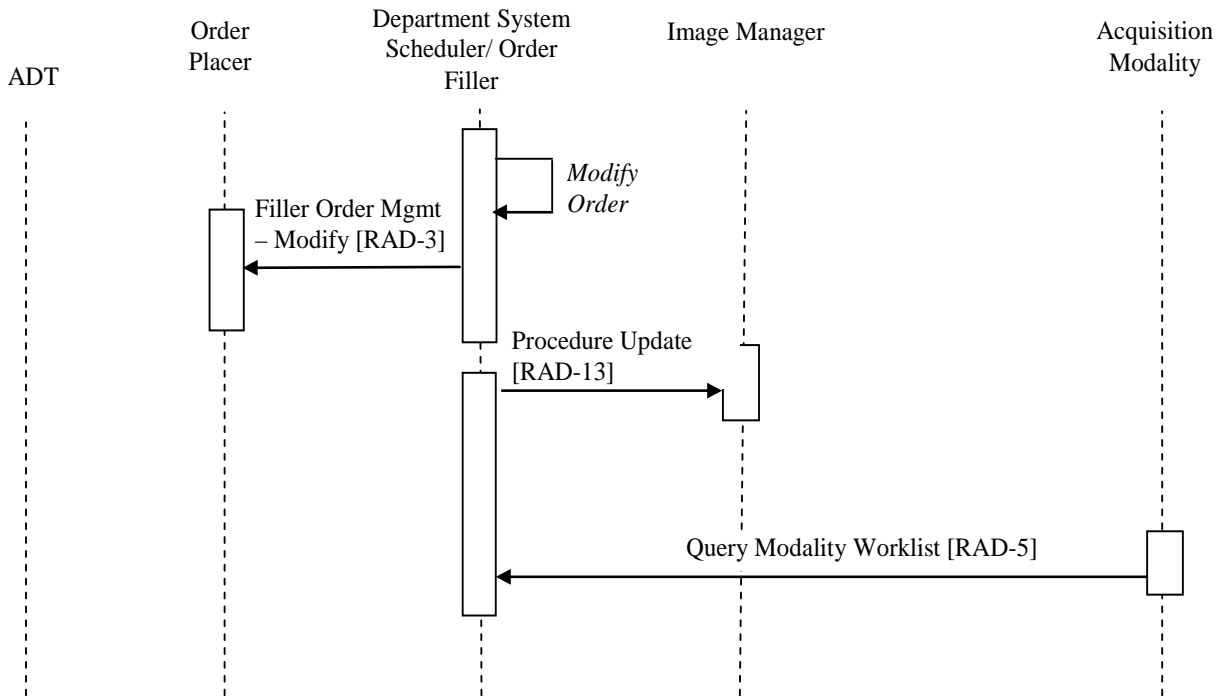 ADT
Order
Placer
Department System
Scheduler/ Order
Filler
Image Manager
Acquisition
Modality
Modify
Order
Filler Order Mgmt
– Modify [RAD-3]
Procedure Update
[RAD-13]
Query Modality Worklist [RAD-5]